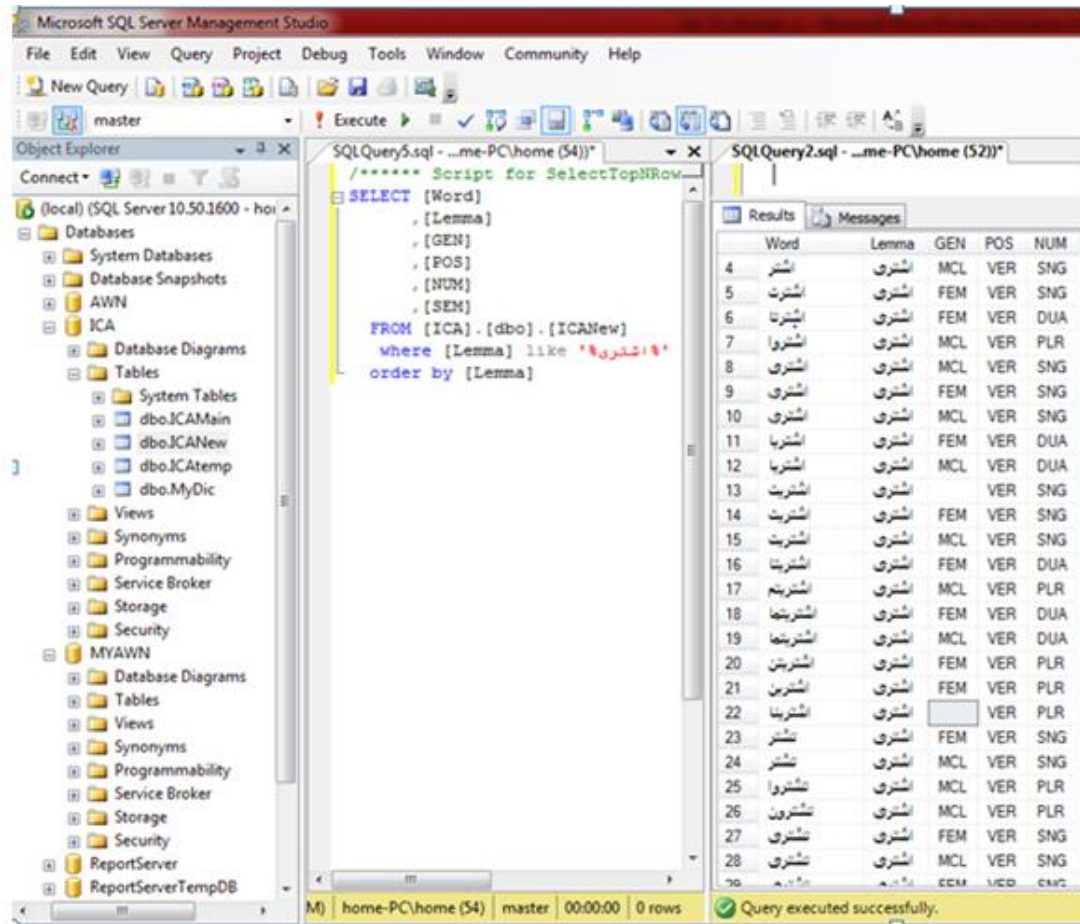 Microsoft SQL Server Management Studio
File Edit View Query Project Debug Tools Window Community Help
New Query
master Execute
Object Explorer
Connect
(local) (SQL Server 10.50.1600 - ho
Databases
System Databases
Database Snapshots
AWN
ICA
Database Diagrams
Tables
System Tables
dbo.ICAMain
dbo.ICANew
dbo.ICAtemp
dbo.MyDic
Views
Synonyms
Programmability
Service Broker
Storage
Security
MYAWN
Database Diagrams
Tables
Views
Synonyms
Programmability
Service Broker
Storage
Security
ReportServer
ReportServerTempDB
SQLQuery5.sql - ...me-PC\home (54))*
/****** Script for SelectTopNRow
SELECT [Word]
,[Lemma]
,[GEN]
,[POS]
,[NUM]
,[SEM]
FROM [ICA].[dbo].[ICANew]
where [Lemma] like '%اشترى%'
order by [Lemma]
M) home-PC\home (54) master 00:00:00 0 rows
SQLQuery2.sql - ...me-PC\home (52))*
Results Messages
Word Lemma GEN POS NUM
4 اشتر اشترى MCL VER SNG
5 اشترت اشترى FEM VER SNG
6 اشترتا اشترى FEM VER DUA
7 اشتروا اشترى MCL VER PLR
8 اشترى اشترى MCL VER SNG
9 اشترى اشترى FEM VER SNG
10 اشترى اشترى MCL VER SNG
11 اشتريا اشترى FEM VER DUA
12 اشتريا اشترى MCL VER DUA
13 اشتريت اشترى VER SNG
14 اشتريت اشترى FEM VER SNG
15 اشتريت اشترى MCL VER SNG
16 اشتريتا اشترى FEM VER DUA
17 اشتريتم اشترى MCL VER PLR
18 اشتريتما اشترى FEM VER DUA
19 اشتريتما اشترى MCL VER DUA
20 اشتريتن اشترى FEM VER PLR
21 اشترين اشترى FEM VER PLR
22 اشترينا اشترى VER PLR
23 تشتر اشترى FEM VER SNG
24 تشتر اشترى MCL VER SNG
25 تشتروا اشترى MCL VER PLR
26 تشترون اشترى MCL VER PLR
27 تشترى اشترى FEM VER SNG
28 تشترى اشترى MCL VER SNG
Query executed successfully.